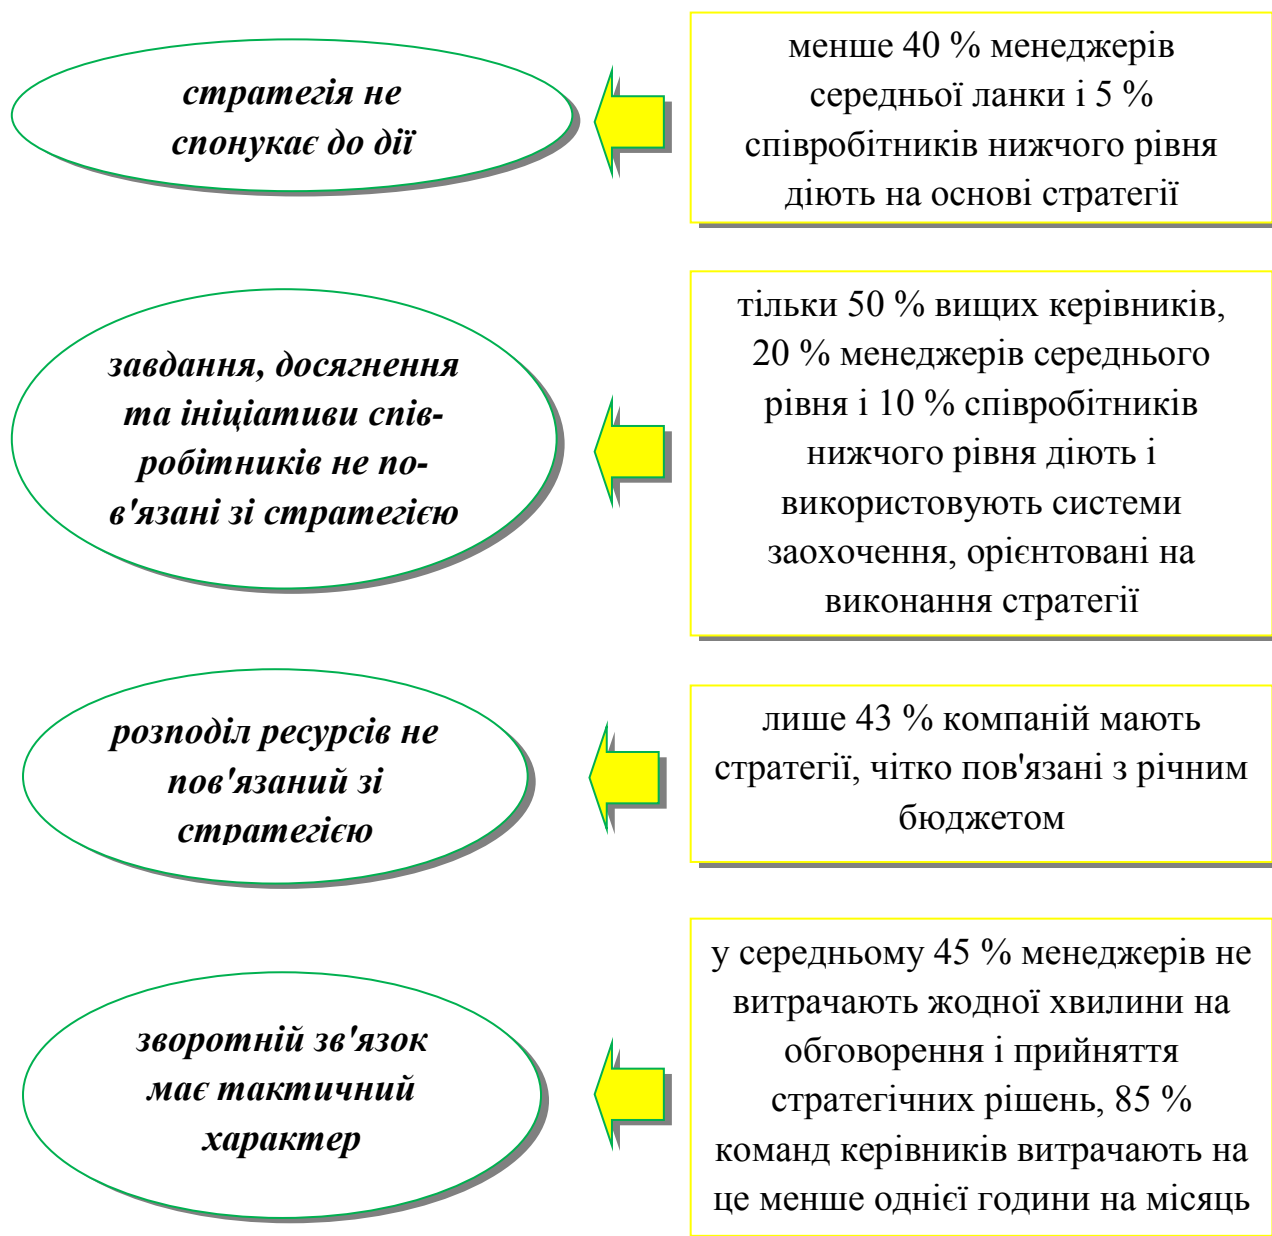 стратегія не
спонукає до дії
менше 40 % менеджерів
середньої ланки і 5 %
співробітників нижчого рівня
діють на основі стратегії
завдання, досягнення
та ініціативи спів-
робітників не по-
в'язані зі стратегією
тільки 50 % вищих керівників,
20 % менеджерів середнього
рівня і 10 % співробітників
нижчого рівня діють і
використовують системи
заохочення, орієнтовані на
виконання стратегії
розподіл ресурсів не
пов'язаний зі
стратегією
лише 43 % компаній мають
стратегії, чітко пов'язані з річним
бюджетом
зворотній зв'язок
має тактичний
характер
у середньому 45 % менеджерів не
витрачають жодної хвилини на
обговорення і прийняття
стратегічних рішень, 85 %
команд керівників витрачають на
це менше однієї години на місяць